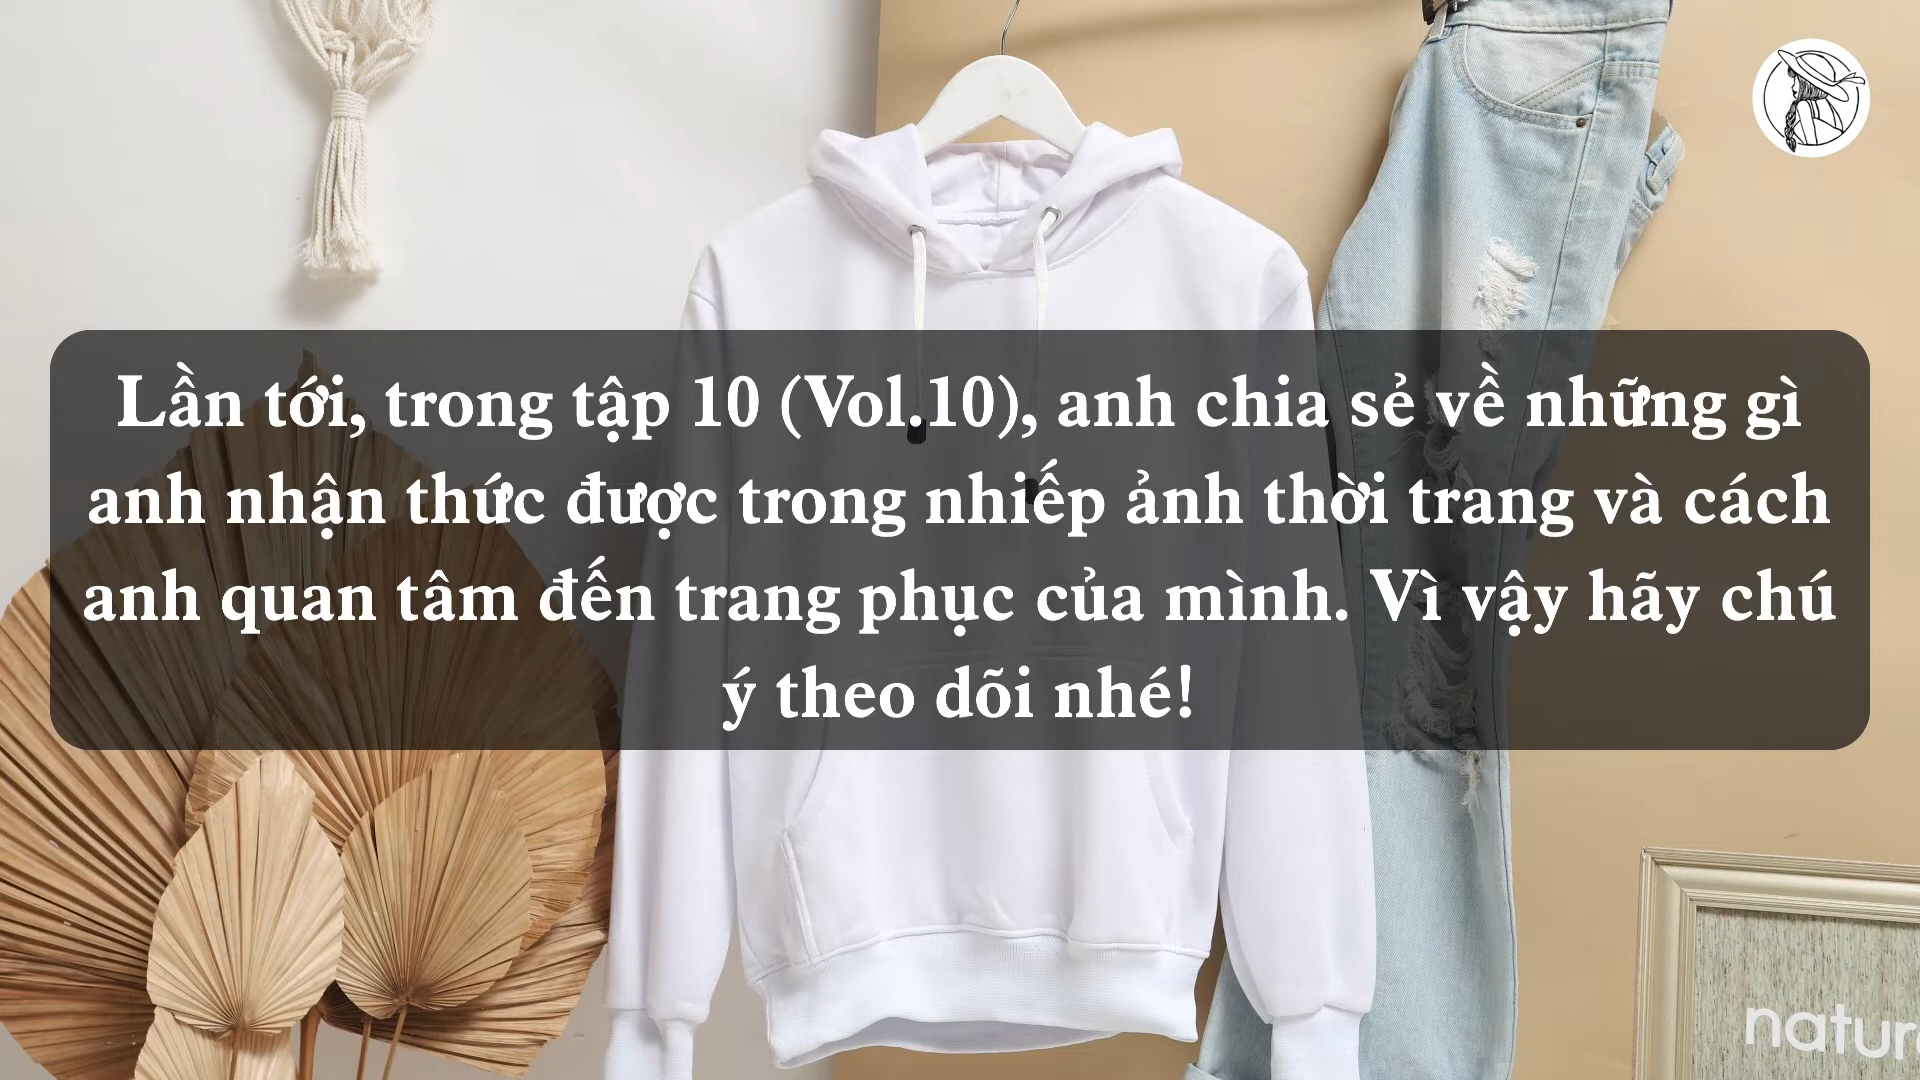 Lần tới, trong tập 10 (Vol.10), anh chia sẻ về những gì
anh nhận thức được trong nhiếp ảnh thời trang và cách
anh quan tâm đến trang phục của mình. Vì vậy hãy chú
ý theo dõi nhé!
natur